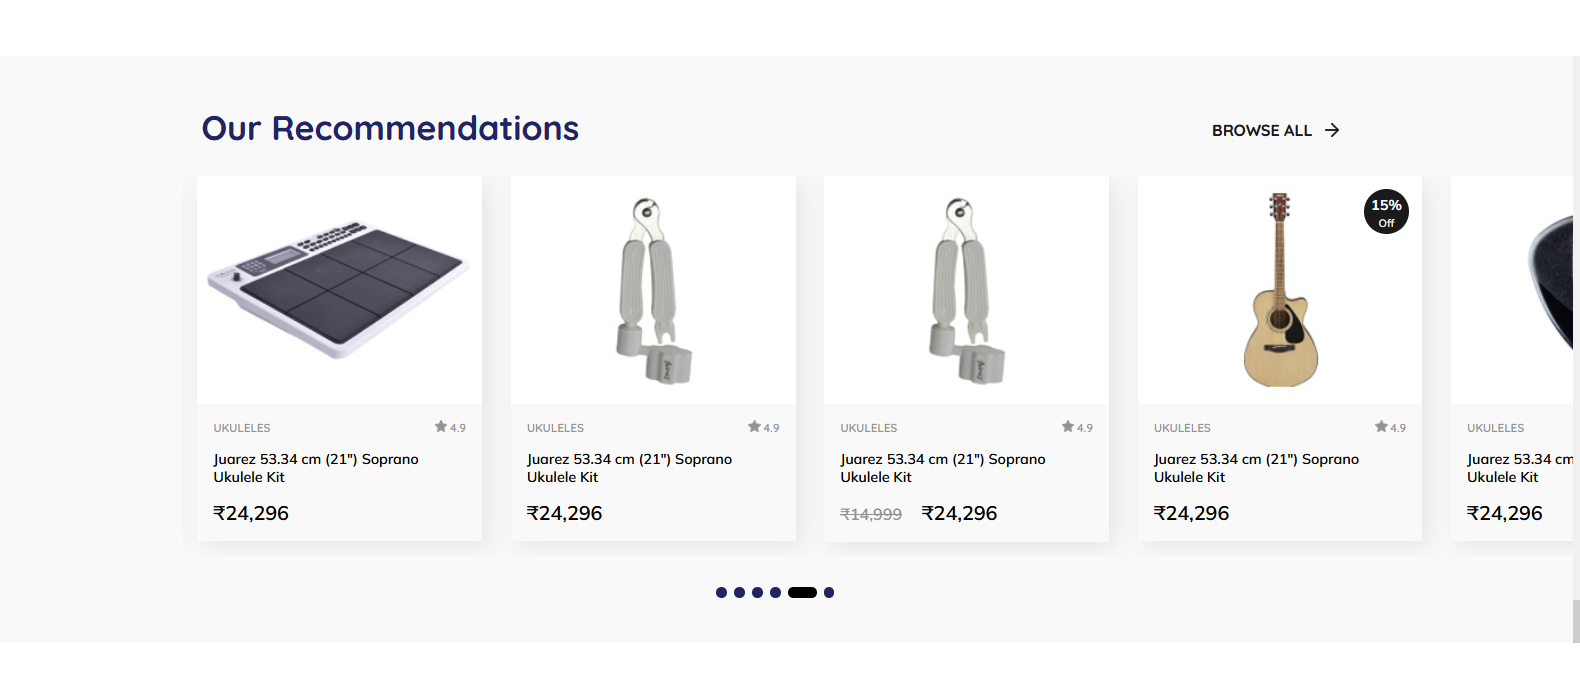 Our Recommendations
BROWSE ALL
15%
Off
UKULELES 4.9
Juarez 53.34 cm (21") Soprano
Ukulele Kit
₹24,296
UKULELES 4.9
Juarez 53.34 cm (21") Soprano
Ukulele Kit
₹24,296
UKULELES 4.9
Juarez 53.34 cm (21") Soprano
Ukulele Kit
₹14,999 ₹24,296
UKULELES 4.9
Juarez 53.34 cm (21") Soprano
Ukulele Kit
₹24,296
UKULELES
Juarez 53.34 cm
Ukulele Kit
₹24,296